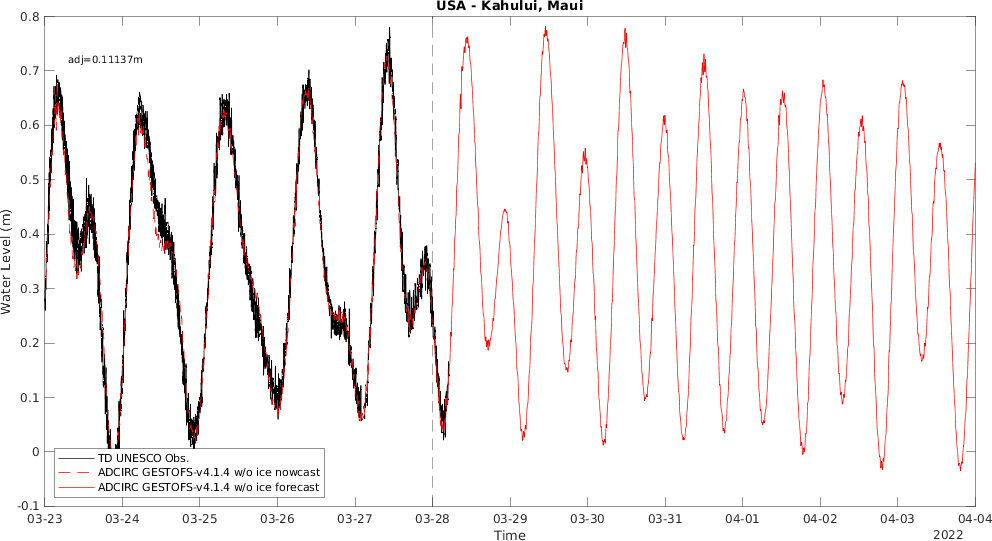 USA - Kahului, Maui
adj=0.11137m
Water Level (m)
0.8
0.7
0.6
0.5
0.4
0.3
0.2
0.1
0
-0.1
TD UNESCO Obs.
ADCIRC GESTOFS-v4.1.4 w/o ice nowcast
ADCIRC GESTOFS-v4.1.4 w/o ice forecast
03-23 03-24 03-25 03-26 03-27 03-28 03-29 03-30 03-31 04-01 04-02 04-03 04-04
Time
2022